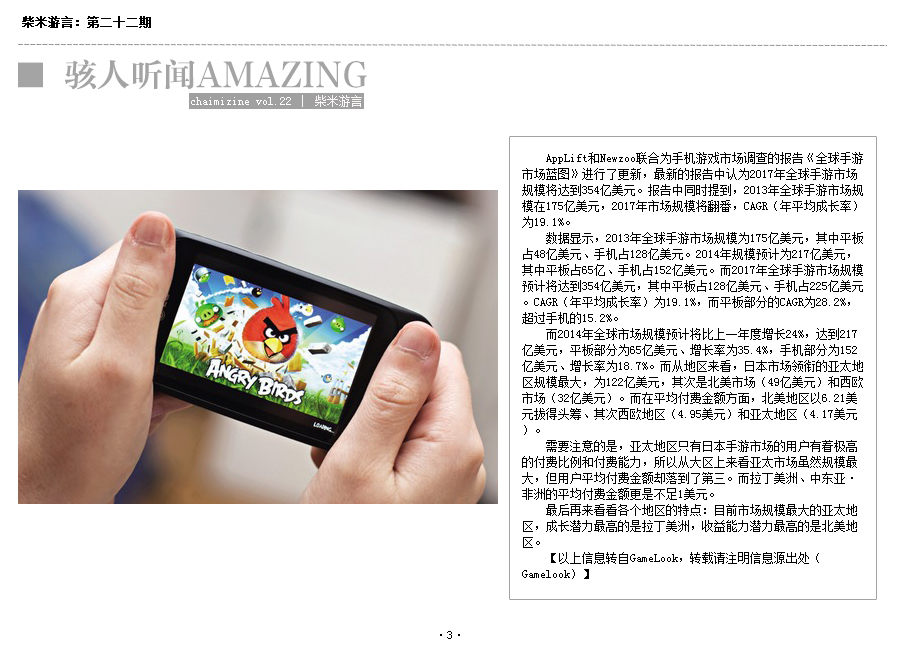 柴米游言：第二十二期
骇人听闻AMAZING
chaimizine vol.22 | 柴米游言
ANGRY BIRDS
LOADING...
AppLift和Newzoo联合为手机游戏市场调查的报告《全球手游
市场蓝图》进行了更新，最新的报告中认为2017年全球手游市场
规模将达到354亿美元。报告中同时提到，2013年全球手游市场规
模在175亿美元，2017年市场规模将翻番，CAGR（年平均成长率）
为19.1%。
数据显示，2013年全球手游市场规模为175亿美元，其中平板
占48亿美元、手机占128亿美元。2014年规模预计为217亿美元，
其中平板占65亿、手机占152亿美元。而2017年全球手游市场规模
预计将达到354亿美元，其中平板占128亿美元、手机占225亿美元
。CAGR（年平均成长率）为19.1%，而平板部分的CAGR为28.2%，
超过手机的15.2%。
而2014年全球市场规模预计将比上一年度增长24%，达到217
亿美元，平板部分为65亿美元、增长率为35.4%，手机部分为152
亿美元、增长率为18.7%。而从地区来看，日本市场领衔的亚太地
区规模最大，为122亿美元，其次是北美市场（49亿美元）和西欧
市场（32亿美元）。而在平均付费金额方面，北美地区以6.21美
元拔得头筹、其次西欧地区（4.95美元）和亚太地区（4.17美元
）。
需要注意的是，亚太地区只有日本手游市场的用户有着极高
的付费比例和付费能力，所以从大区上来看亚太市场虽然规模最
大，但用户平均付费金额却落到了第三。而拉丁美洲、中东亚·
非洲的平均付费金额更是不足1美元。
最后再来看看各个地区的特点：目前市场规模最大的亚太地
区，成长潜力最高的是拉丁美洲，收益能力潜力最高的是北美地
区。
【以上信息转自GameLook，转载请注明信息源出处（
Gamelook）】
·3·